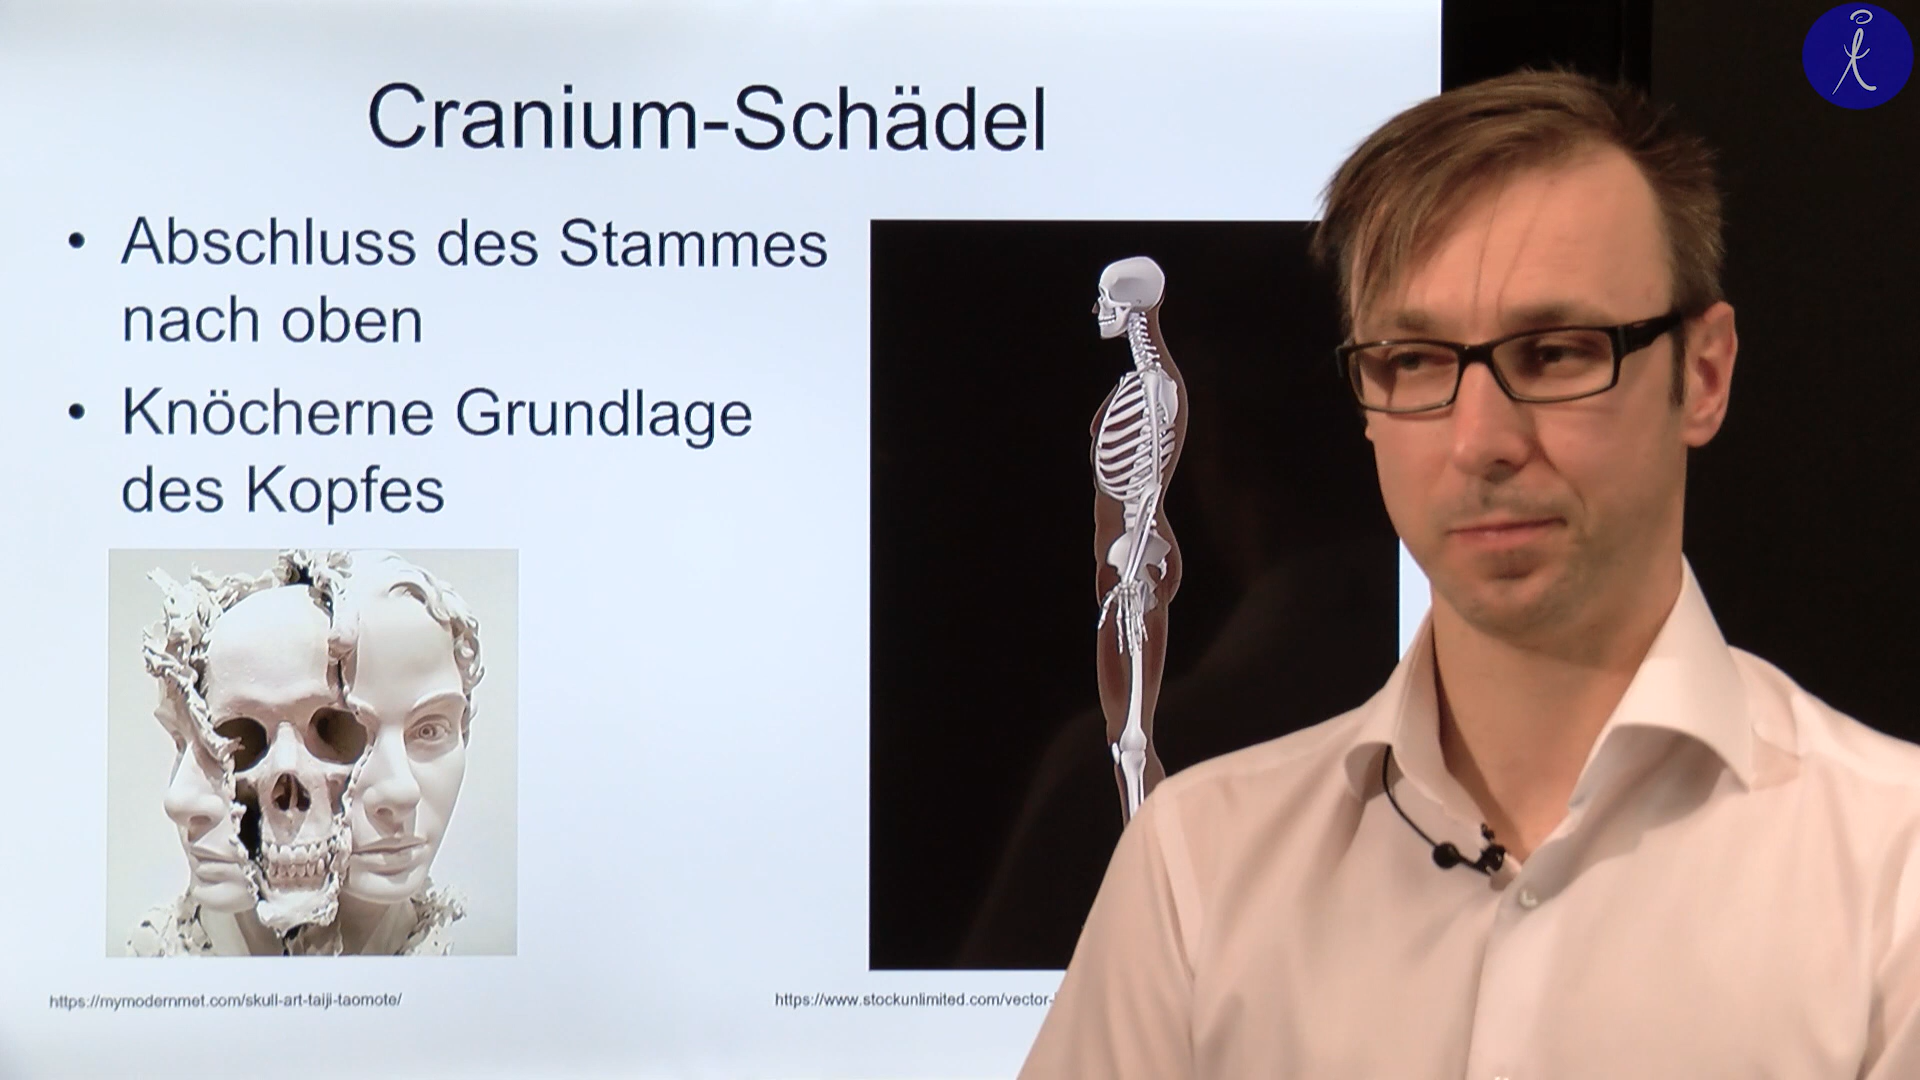 Cranium-Schädel
• Abschluss des Stammes
nach oben
• Knöcherne Grundlage
des Kopfes
https://mymodernmet.com/skull-art-taiji-taomote/
https://www.stockunlimited.com/vector-